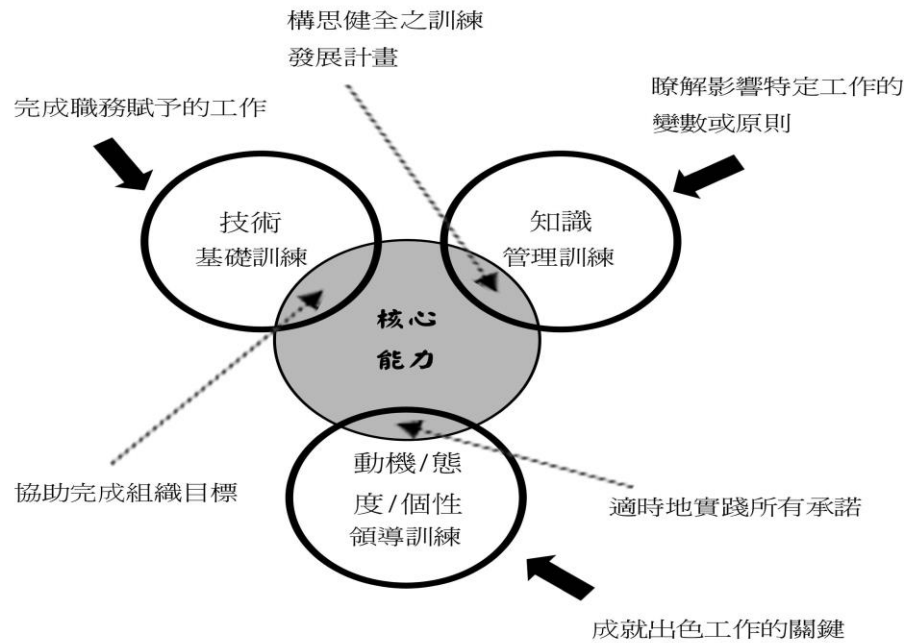 構思健全之訓練
發展計畫
完成職務賦予的工作
瞭解影響特定工作的
變數或原則
技術
基礎訓練
知識
管理訓練
核心
能力
動機/態
度/個性
領導訓練
協助完成組織目標
適時地實踐所有承諾
成就出色工作的關鍵